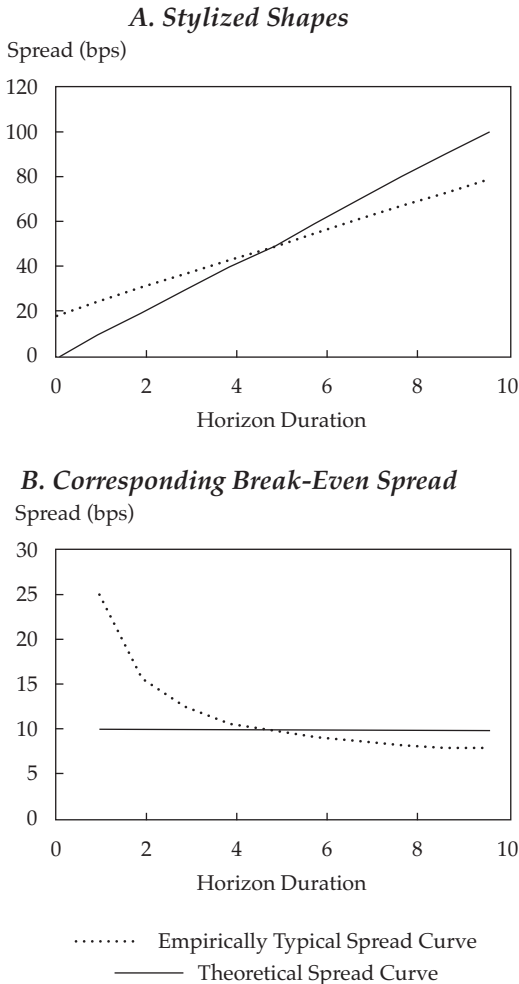 A. Stylized Shapes
Spread (bps)
120
100
80
60
40
20
0
0 2 4 6 8 10
Horizon Duration
B. Corresponding Break-Even Spread
Spread (bps)
30
25
20
15
10
5
0
0 2 4 6 8 10
Horizon Duration
Empirically Typical Spread Curve
Theoretical Spread Curve